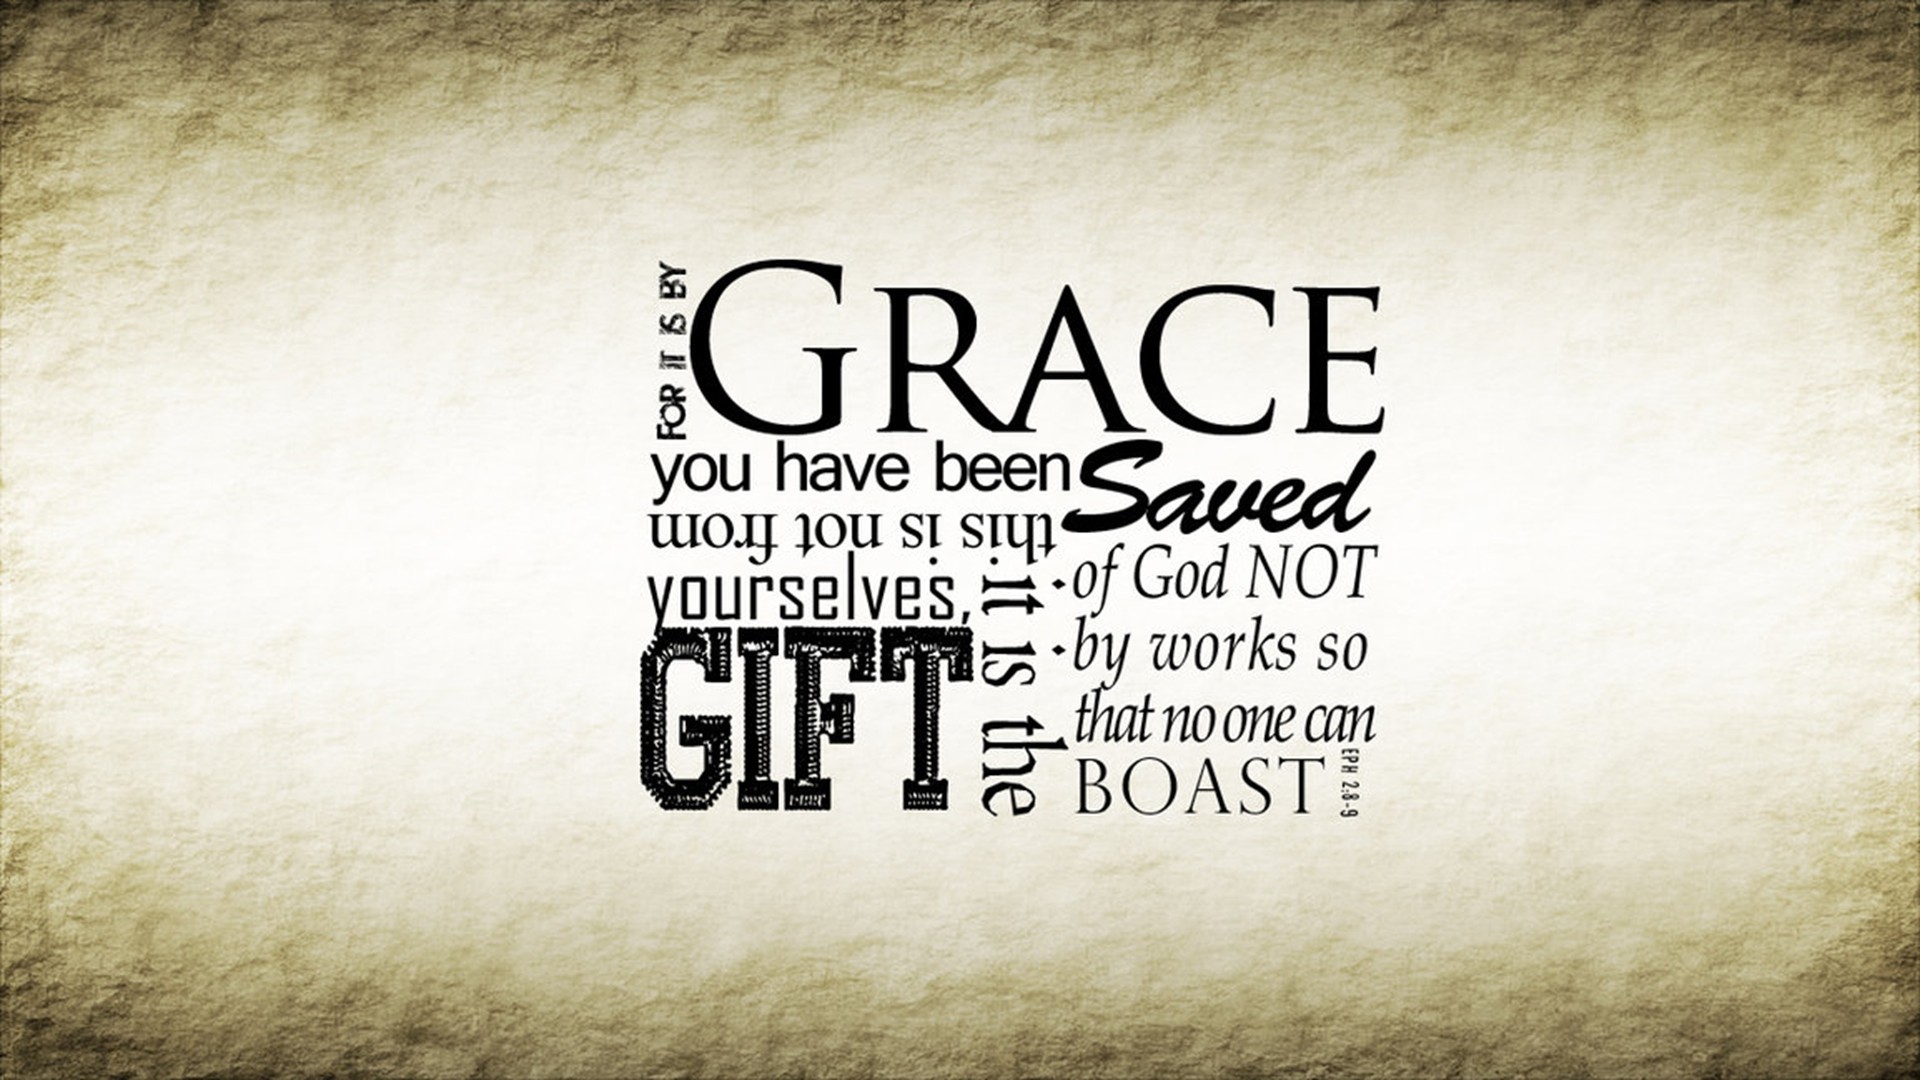 FOR IT IS BY
GRACE
you have been
Saved
this is not from
yourselves,
it is the
GIFT
of God NOT
by works so
that no one can
BOAST
EPH 2:8-9